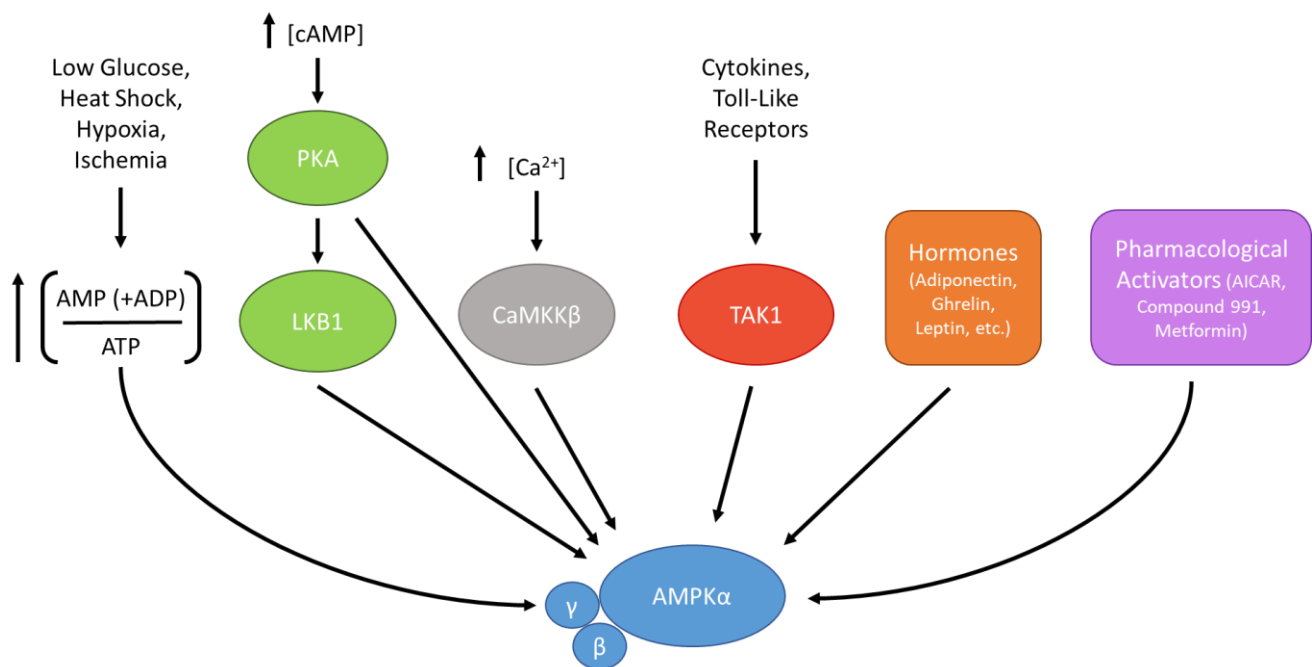 [cAMP]
Low Glucose,
Heat Shock,
Hypoxia,
Ischemia
PKA
[Ca²⁺]
Cytokines,
Toll-Like
Receptors
AMP (+ADP)
ATP
LKB1
CaMKKβ
TAK1
Hormones
(Adiponectin,
Ghrelin,
Leptin, etc.)
Pharmacological
Activators (AICAR,
Compound 991,
Metformin)
AMPKα
γ
β